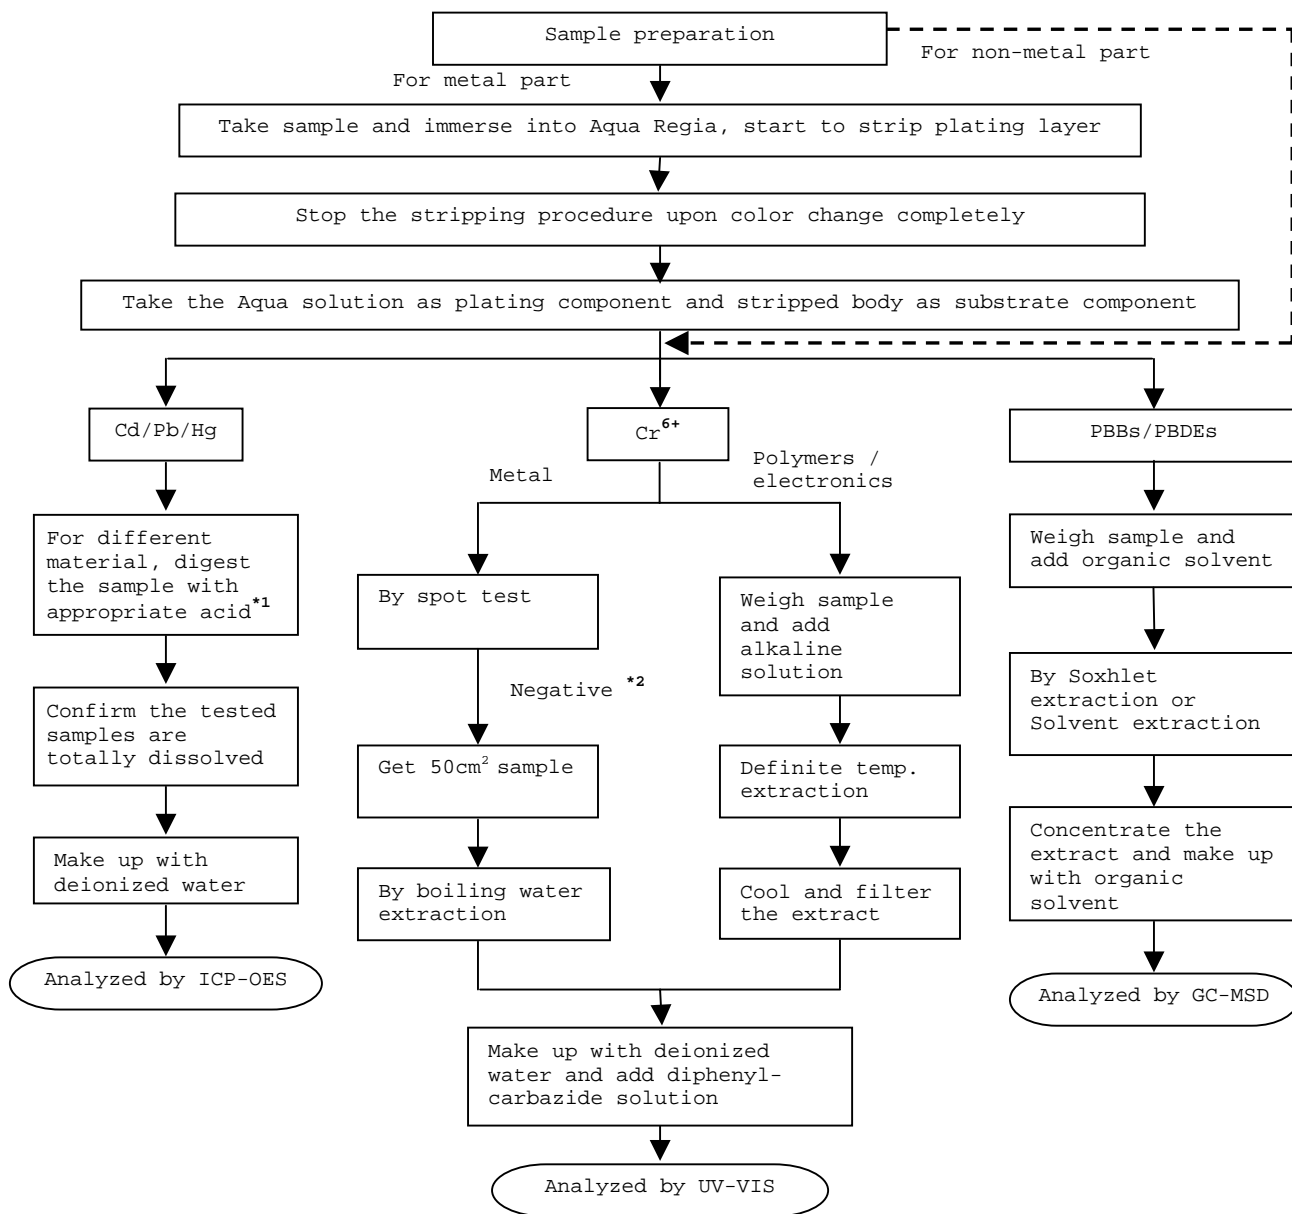 Sample preparation
For non-metal part
For metal part
Take sample and immerse into Aqua Regia, start to strip plating layer
Stop the stripping procedure upon color change completely
Take the Aqua solution as plating component and stripped body as substrate component
Cd/Pb/Hg
Cr⁶⁺
PBBs/PBDEs
Metal
Polymers /
electronics
For different
material, digest
the sample with
appropriate acid*1
Confirm the tested
samples are
totally dissolved
Make up with
deionized water
Analyzed by ICP-OES
By spot test
Negative *2
Get 50cm² sample
By boiling water
extraction
Weigh sample
and add
alkaline
solution
Definite temp.
extraction
Cool and filter
the extract
Make up with deionized
water and add diphenyl-
carbazide solution
Analyzed by UV-VIS
Weigh sample and
add organic solvent
By Soxhlet
extraction or
Solvent extraction
Concentrate the
extract and make up
with organic
solvent
Analyzed by GC-MSD